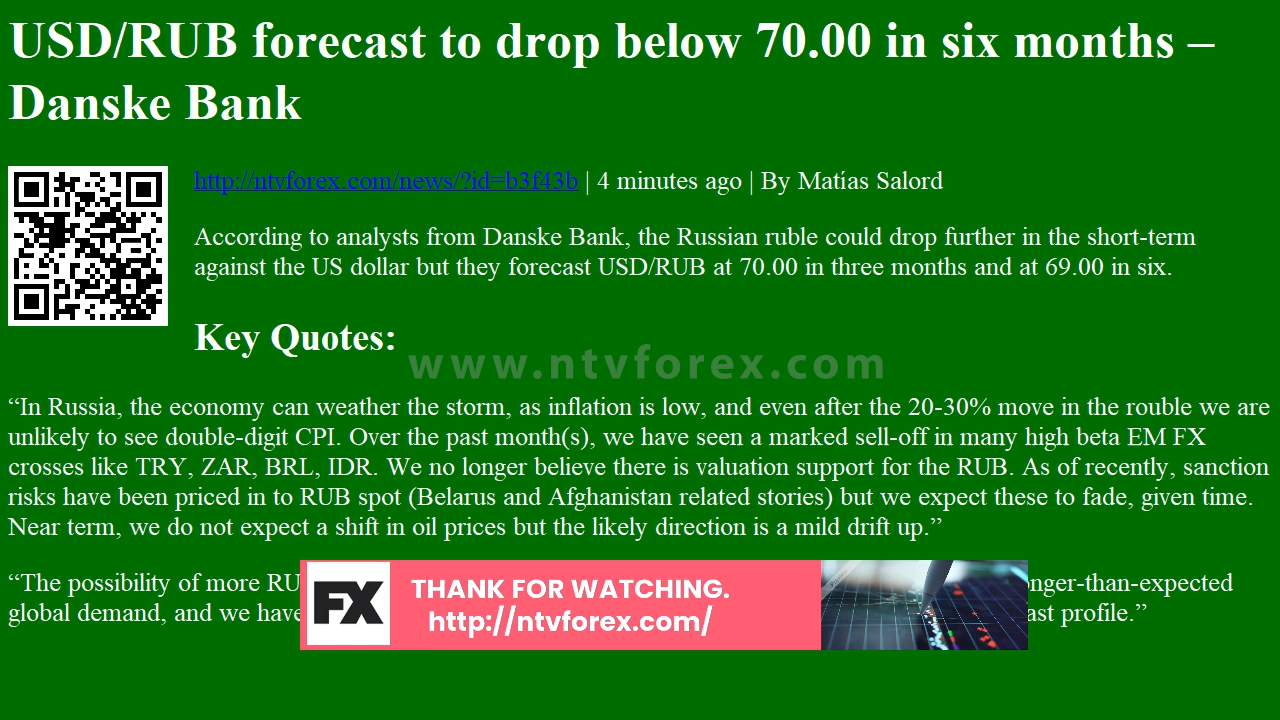 USD/RUB forecast to drop below 70.00 in six months –
Danske Bank
http://ntvforex.com/news/?id=b3f43b | 4 minutes ago | By Matías Salord
According to analysts from Danske Bank, the Russian ruble could drop further in the short-term
against the US dollar but they forecast USD/RUB at 70.00 in three months and at 69.00 in six.
Key Quotes:
www.ntvforex.com
“In Russia, the economy can weather the storm, as inflation is low, and even after the 20-30% move in the rouble we are
unlikely to see double-digit CPI. Over the past month(s), we have seen a marked sell-off in many high beta EM FX
crosses like TRY, ZAR, BRL, IDR. We no longer believe there is valuation support for the RUB. As of recently, sanction
risks have been priced in to RUB spot (Belarus and Afghanistan related stories) but we expect these to fade, given time.
Near term, we do not expect a shift in oil prices but the likely direction is a mild drift up.”
“The possibility of more RU nger-than-expected
global demand, and we have ast profile.”
FX
THANK FOR WATCHING.
http://ntvforex.com/